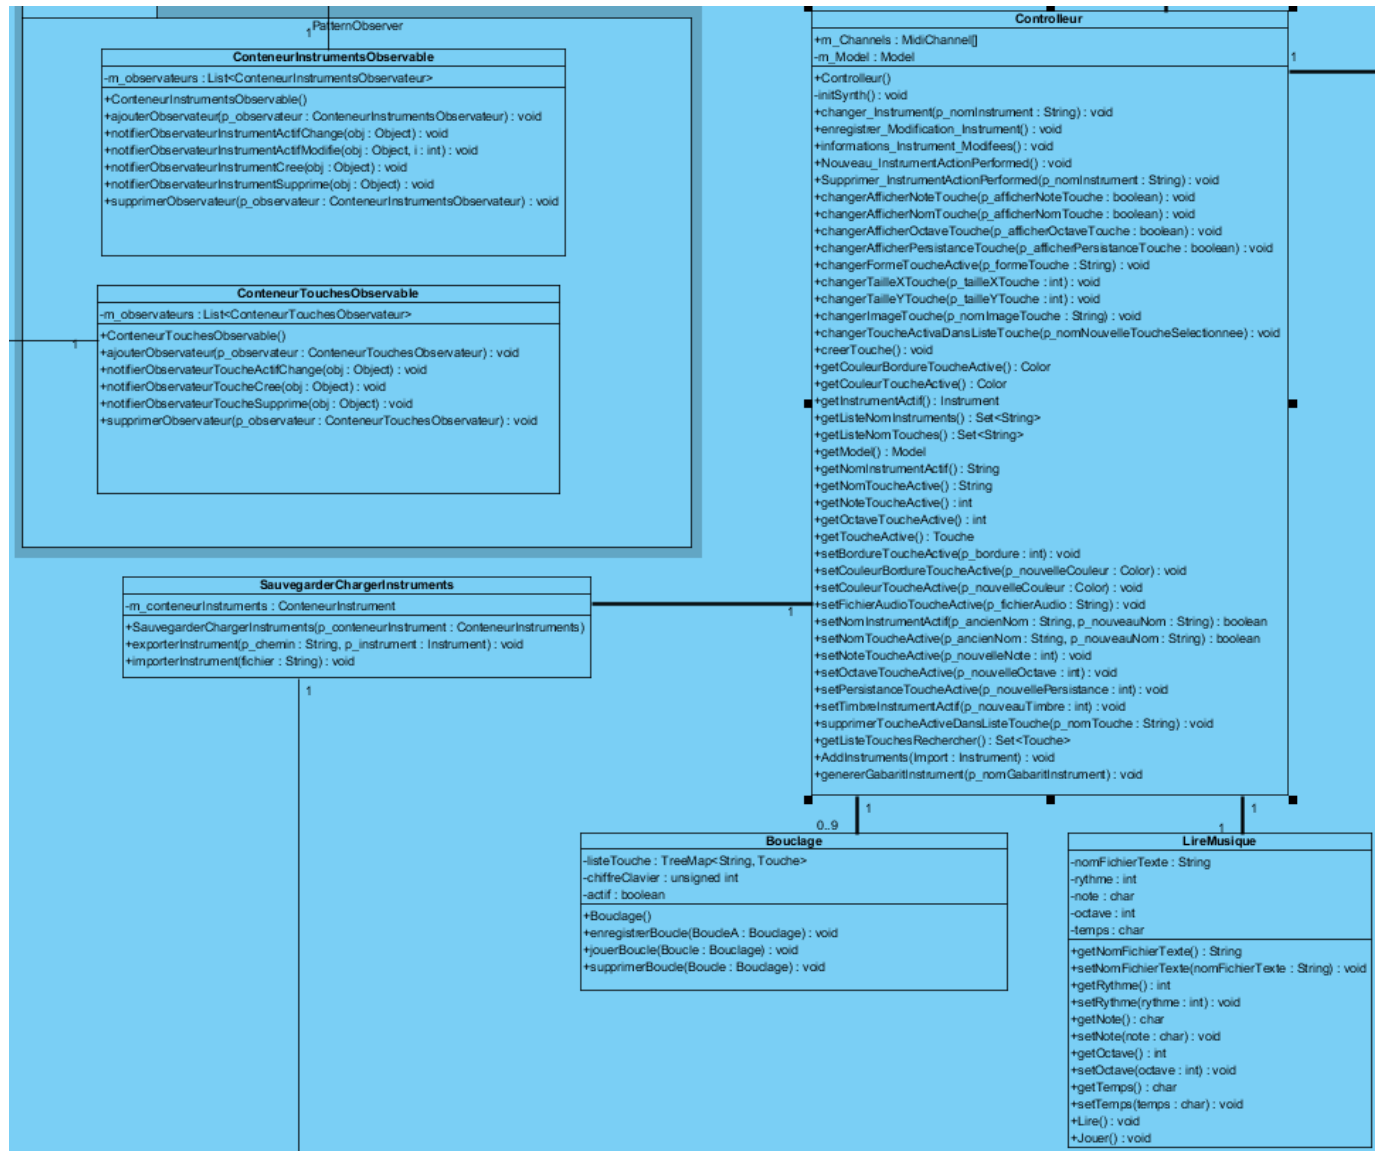 PatternObserver
1
ConteneurInstrumentsObservable
-m_observateurs : List<ConteneurInstrumentsObservateur>
+ConteneurInstrumentsObservable()
+ajouterObservateur(p_observateur : ConteneurInstrumentsObservateur) : void
+notifierObservateurInstrumentActifChange(obj : Object) : void
+notifierObservateurInstrumentActifModifie(obj : Object, i : int) : void
+notifierObservateurInstrumentCree(obj : Object) : void
+notifierObservateurInstrumentSupprime(obj : Object) : void
+supprimerObservateur(p_observateur : ConteneurInstrumentsObservateur) : void
ConteneurTouchesObservable
-m_observateurs : List<ConteneurTouchesObservateur>
+ConteneurTouchesObservable()
+ajouterObservateur(p_observateur : ConteneurTouchesObservateur) : void
+notifierObservateurToucheActifChange(obj : Object) : void
+notifierObservateurToucheCree(obj : Object) : void
+notifierObservateurToucheSupprime(obj : Object) : void
+supprimerObservateur(p_observateur : ConteneurTouchesObservateur) : void
1
SauvegarderChargerInstruments
-m_conteneurInstruments : ConteneurInstrument
+SauvegarderChargerInstruments(p_conteneurInstrument : ConteneurInstruments)
+exporterInstrument(p_chemin : String, p_instrument : Instrument) : void
+importerInstrument(fichier : String) : void
1
1
Controlleur
+m_Channels : MidiChannel[]
-m_Model : Model
1
+Controlleur()
-initSynth() : void
+changer_Instrument(p_nomInstrument : String) : void
+enregistrer_Modification_Instrument() : void
+informations_Instrument_Modifees() : void
+Nouveau_InstrumentActionPerformed() : void
+Supprimer_InstrumentActionPerformed(p_nomInstrument : String) : void
+changerAfficherNoteTouche(p_afficherNoteTouche : boolean) : void
+changerAfficherNomTouche(p_afficherNomTouche : boolean) : void
+changerAfficherOctaveTouche(p_afficherOctaveTouche : boolean) : void
+changerAfficherPersistanceTouche(p_afficherPersistanceTouche : boolean) : void
+changerFormeToucheActive(p_formeTouche : String) : void
+changerTailleXTouche(p_tailleXTouche : int) : void
+changerTailleYTouche(p_tailleYTouche : int) : void
+changerImageTouche(p_nomImageTouche : String) : void
+changerToucheActivaDansListeTouche(p_nomNouvelleToucheSelectionnee) : void
+creerTouche() : void
+getCouleurBordureToucheActive() : Color
+getCouleurToucheActive() : Color
+getInstrumentActif() : Instrument
+getListeNomInstruments() : Set<String>
+getListeNomTouches() : Set<String>
+getModel() : Model
+getNomInstrumentActif() : String
+getNomToucheActive() : String
+getNoteToucheActive() : int
+getOctaveToucheActive() : int
+getToucheActive() : Touche
+setBordureToucheActive(p_bordure : int) : void
+setCouleurBordureToucheActive(p_nouvelleCouleur : Color) : void
+setCouleurToucheActive(p_nouvelleCouleur : Color) : void
+setFichierAudioToucheActive(p_fichierAudio : String) : void
+setNomInstrumentActif(p_ancienNom : String, p_nouveauNom : String) : boolean
+setNomToucheActive(p_ancienNom : String, p_nouveauNom : String) : boolean
+setNoteToucheActive(p_nouvelleNote : int) : void
+setOctaveToucheActive(p_nouvelleOctave : int) : void
+setPersistanceToucheActive(p_nouvellePersistance : int) : void
+setTimbreInstrumentActif(p_nouveauTimbre : int) : void
+supprimerToucheActiveDansListeTouche(p_nomTouche : String) : void
+getListeTouchesRechercher() : Set<Touche>
+AddInstruments(Import : Instrument) : void
+genererGabaritInstrument(p_nomGabaritInstrument) : void
1
0..9
1
1
Bouclage
-listeTouche : TreeMap<String, Touche>
-chiffreClavier : unsigned int
-actif : boolean
+Bouclage()
+enregistrerBoucle(BoucleA : Bouclage) : void
+jouerBoucle(Boucle : Bouclage) : void
+supprimerBoucle(Boucle : Bouclage) : void
LireMusique
-nomFichierTexte : String
-rythme : int
-note : char
-octave : int
-temps : char
+getNomFichierTexte() : String
+setNomFichierTexte(nomFichierTexte : String) : void
+getRythme() : int
+setRythme(rythme : int) : void
+getNote() : char
+setNote(note : char) : void
+getOctave() : int
+setOctave(octave : int) : void
+getTemps() : char
+setTemps(temps : char) : void
+Lire() : void
+Jouer() : void